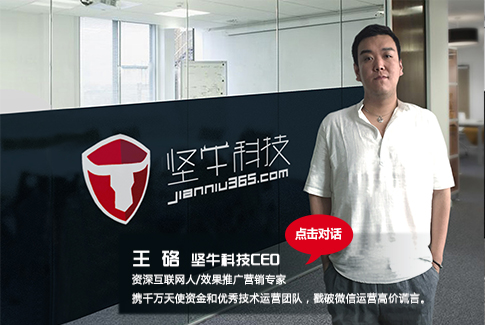 坚牛科技
jianniu365.com
点击对话
王 硌 坚牛科技CEO
资深互联网人/效果推广营销专家
携千万天使资金和优秀技术运营团队，戳破微信运营高价谎言。